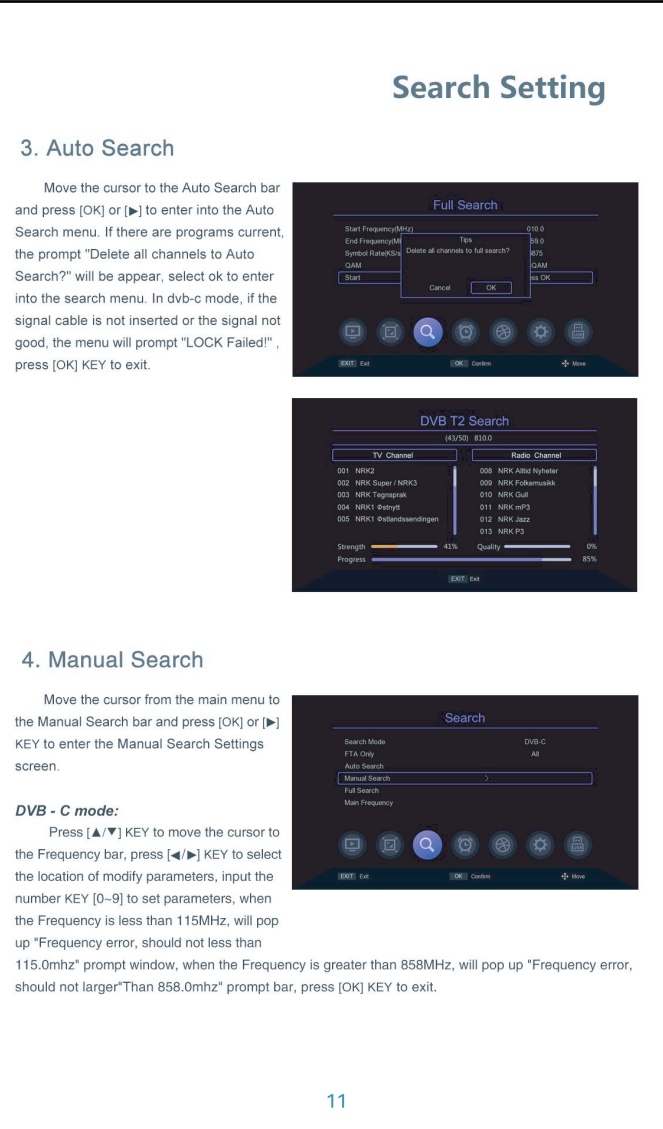 Search Setting
3. Auto Search
Move the cursor to the Auto Search bar
and press [OK] or [▶] to enter into the Auto
Search menu. If there are programs current,
the prompt "Delete all channels to Auto
Search?" will be appear, select ok to enter
into the search menu. In dvb-c mode, if the
signal cable is not inserted or the signal not
good, the menu will prompt "LOCK Failed!" ,
press [OK] KEY to exit.
Full Search
Start Frequency(MHz) 010.0
End Frequency(M 59.0
Symbol Rate(KS/s 875
QAM QAM
Start ss OK
Tips
Delete all channels to full search?
Cancel OK
EXIT Exit OK Confirm Move
DVB T2 Search
(43/50) 810.0
TV Channel Radio Channel
001 NRK2 008 NRK Alltid Nyheter
002 NRK Super / NRK3 009 NRK Folkemusikk
003 NRK Tegnsprak 010 NRK Gull
004 NRK1 Østnytt 011 NRK mP3
005 NRK1 Østlandssendingen 012 NRK Jazz
013 NRK P3
Strength 41% Quality 0%
Progress 85%
EXIT Exit
4. Manual Search
Move the cursor from the main menu to
the Manual Search bar and press [OK] or [▶]
KEY to enter the Manual Search Settings
screen.
Search
Search Mode DVB-C
FTA Only All
Auto Search
Manual Search
Full Search
Main Frequency
EXIT Exit OK Confirm Move
DVB - C mode:
Press [▲/▼] KEY to move the cursor to
the Frequency bar, press [◀/▶] KEY to select
the location of modify parameters, input the
number KEY [0~9] to set parameters, when
the Frequency is less than 115MHz, will pop
up "Frequency error, should not less than
115.0mhz" prompt window, when the Frequency is greater than 858MHz, will pop up "Frequency error,
should not larger"Than 858.0mhz" prompt bar, press [OK] KEY to exit.
11